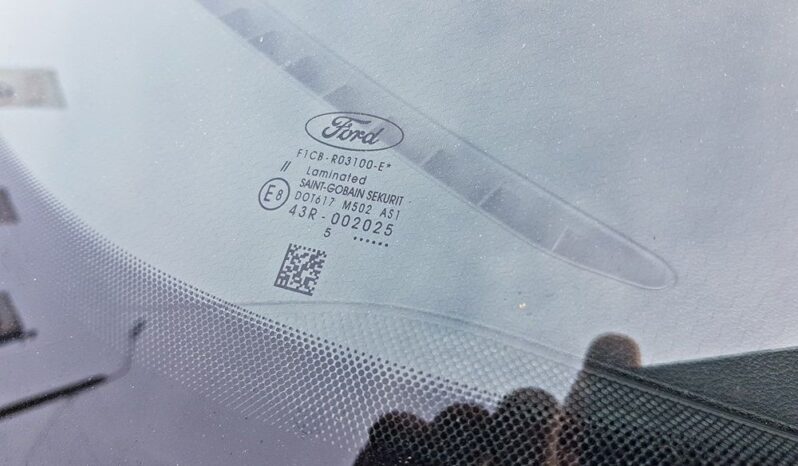 Ford
F1CB-R03100-E*
// Laminated
SAINT-GOBAIN SEKURIT
E8 DOT617 M502 AS1
43R-002025
5 ......